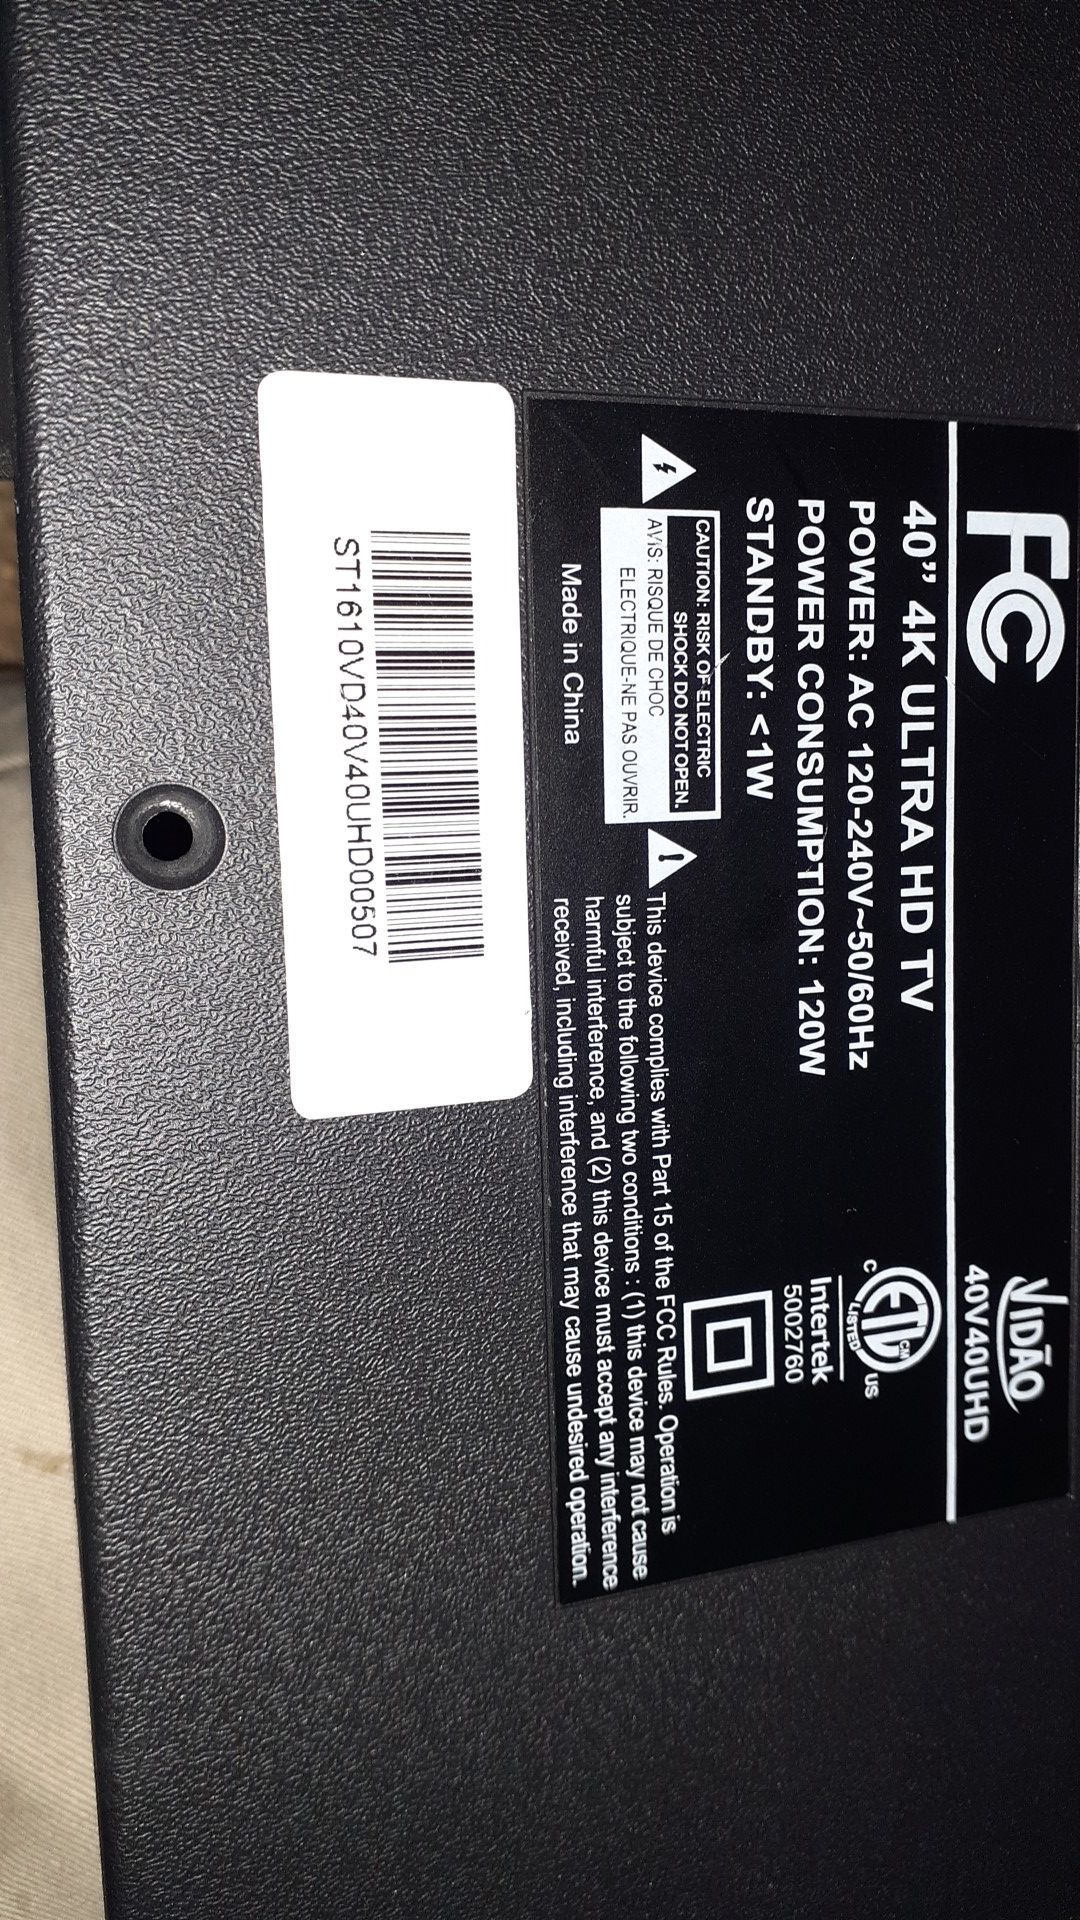 FC
VIDÃO
40V40UHD
40” 4K ULTRA HD TV
POWER: AC 120-240V~50/60Hz
POWER CONSUMPTION: 120W
STANDBY: <1W
ETL CM
LISTED
C US
Intertek
5002760
CAUTION: RISK OF ELECTRIC
SHOCK DO NOT OPEN.
AVIS: RISQUE DE CHOC
ELECTRIQUE-NE PAS OUVRIR.
Made in China
This device complies with Part 15 of the FCC Rules. Operation is
subject to the following two conditions : (1) this device may not cause
harmful interference, and (2) this device must accept any interference
received, including interference that may cause undesired operation.
ST1610VD40V40UHD00507